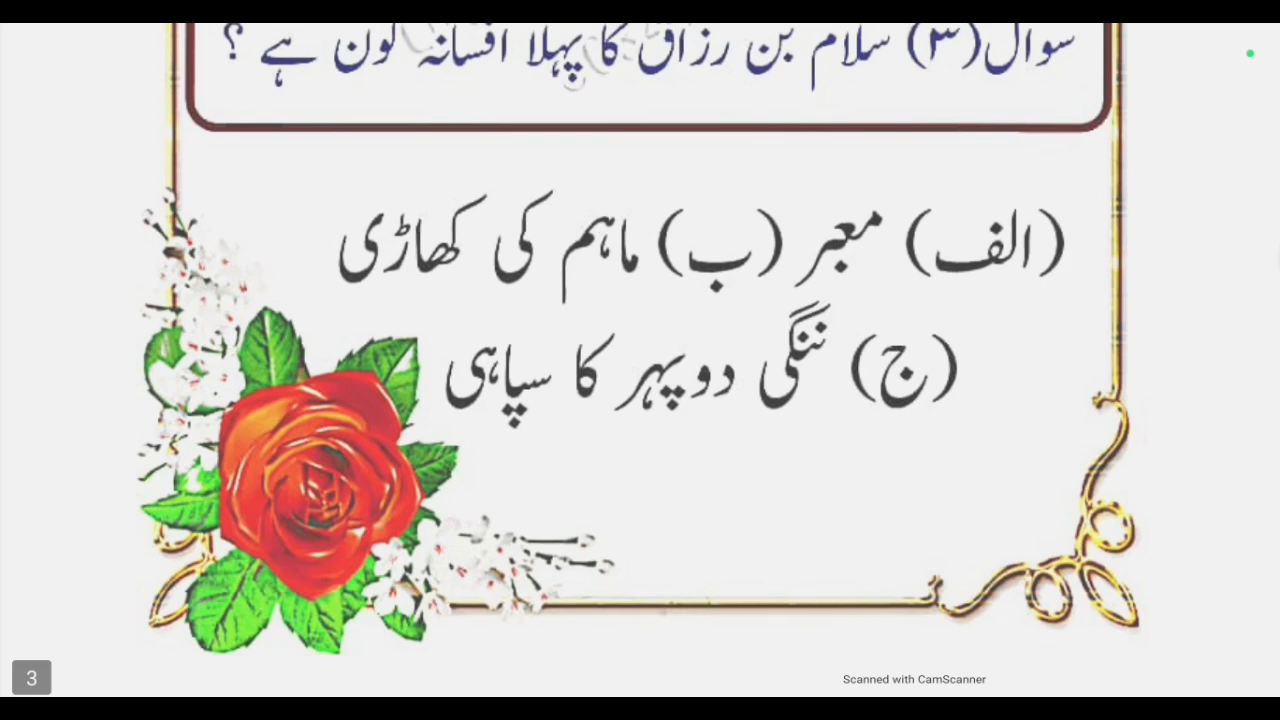 سوال(۳) سلام بن رزاق کا پہلا افسانہ کون ہے ؟
(الف) معبر (ب) ماہم کی کھاڑی
(ج) ننگی دوپہر کا سپاہی
3
Scanned with CamScanner